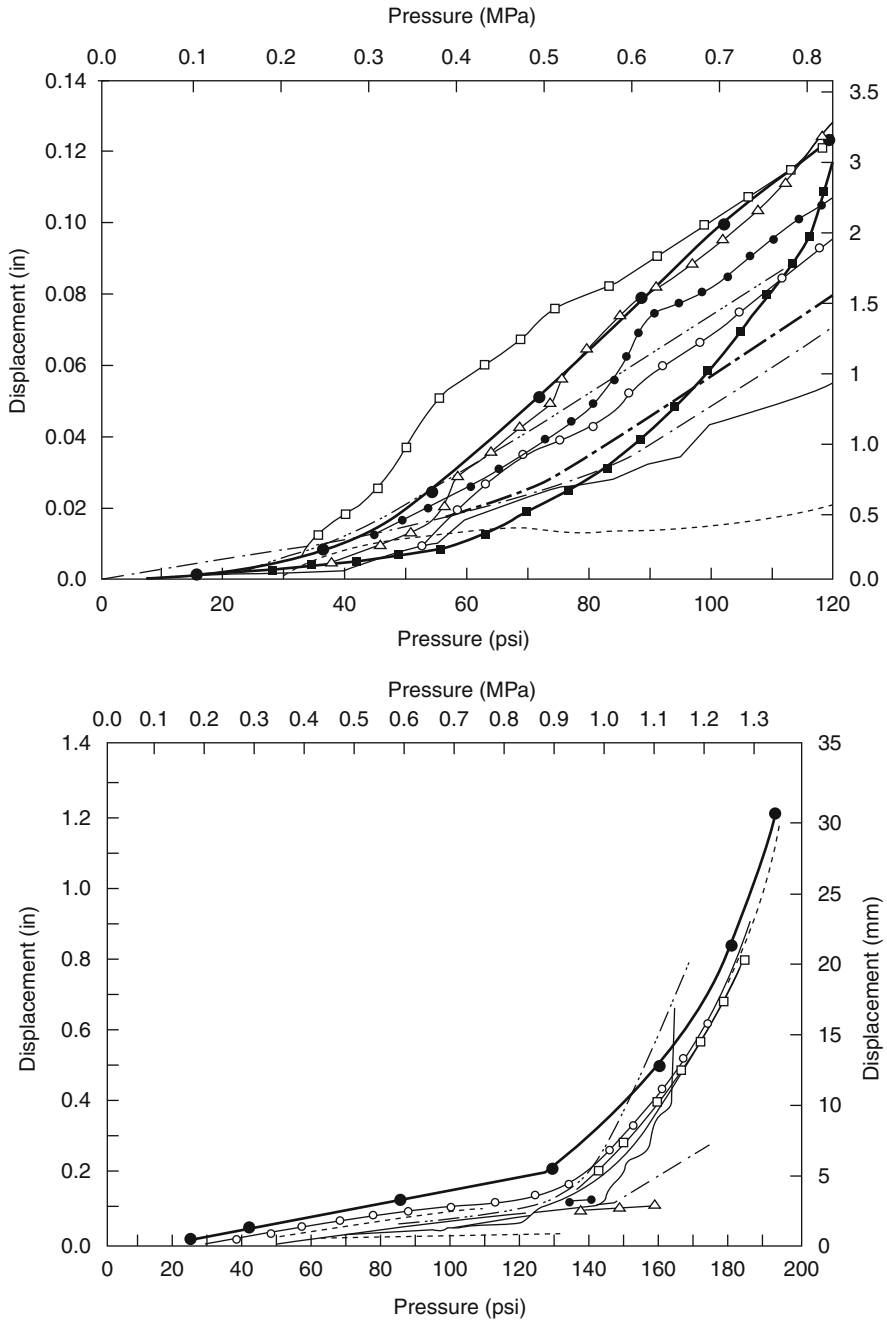 Pressure (MPa)
0.0 0.1 0.2 0.3 0.4 0.5 0.6 0.7 0.8
0.14 3.5
0.12 3
0.10 2
0.08 1.5
0.06 1
0.04 1.0
0.02 0.5
0.0 0.0
Displacement (in)
0 20 40 60 80 100 120
Pressure (psi)
Pressure (MPa)
0.0 0.1 0.2 0.3 0.4 0.5 0.6 0.7 0.8 0.9 1.0 1.1 1.2 1.3
1.4 35
1.2 30
1.0 25
0.8 20
0.6 15
0.4 10
0.2 5
0.0 0
Displacement (in)
Displacement (mm)
0 20 40 60 80 100 120 140 160 180 200
Pressure (psi)